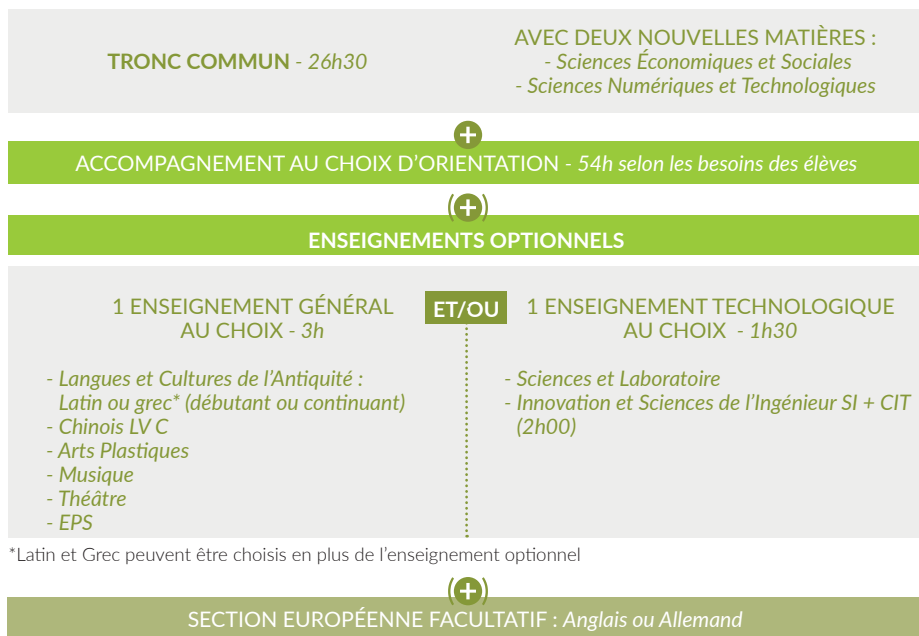 TRONC COMMUN - 26h30
AVEC DEUX NOUVELLES MATIÈRES :
- Sciences Économiques et Sociales
- Sciences Numériques et Technologiques
+
ACCOMPAGNEMENT AU CHOIX D'ORIENTATION - 54h selon les besoins des élèves
(+)
ENSEIGNEMENTS OPTIONNELS
1 ENSEIGNEMENT GÉNÉRAL
AU CHOIX - 3h
- Langues et Cultures de l'Antiquité :
Latin ou grec* (débutant ou continuant)
- Chinois LV C
- Arts Plastiques
- Musique
- Théâtre
- EPS
ET/OU
1 ENSEIGNEMENT TECHNOLOGIQUE
AU CHOIX - 1h30
- Sciences et Laboratoire
- Innovation et Sciences de l'Ingénieur SI + CIT
(2h00)
*Latin et Grec peuvent être choisis en plus de l'enseignement optionnel
(+)
SECTION EUROPÉENNE FACULTATIF : Anglais ou Allemand